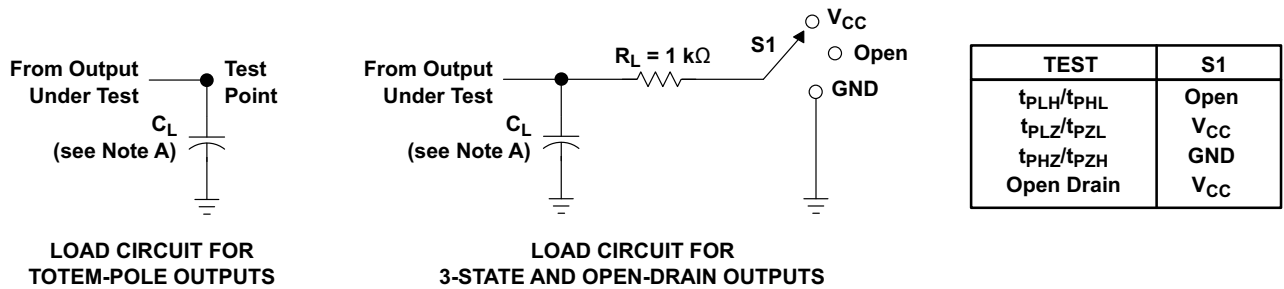 From Output
Under Test
Test
Point
C_L
(see Note A)
LOAD CIRCUIT FOR
TOTEM-POLE OUTPUTS
From Output
Under Test
R_L = 1 kΩ
S1
V_CC
Open
GND
C_L
(see Note A)
LOAD CIRCUIT FOR
3-STATE AND OPEN-DRAIN OUTPUTS
TEST S1
t_PLH/t_PHL Open
t_PLZ/t_PZL V_CC
t_PHZ/t_PZH GND
Open Drain V_CC